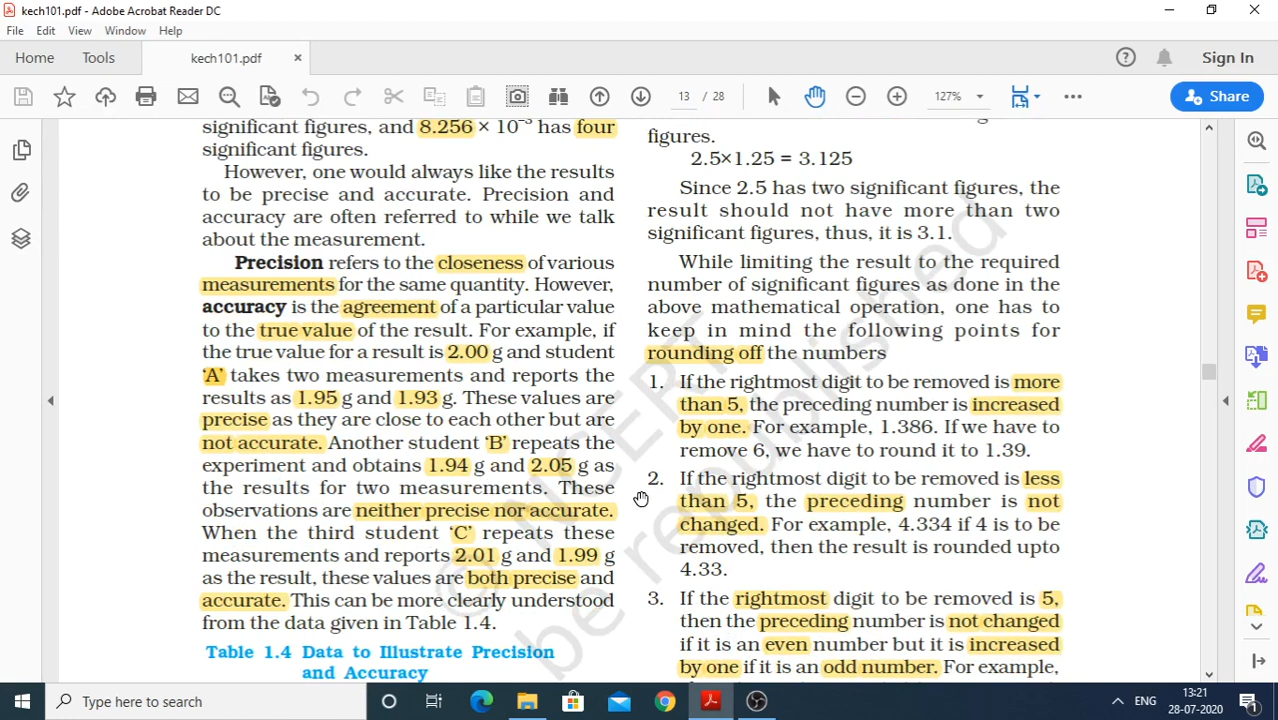 kech101.pdf - Adobe Acrobat Reader DC
File Edit View Window Help
Home Tools kech101.pdf × Sign In
13 / 28 127% Share
significant figures, and 8.256 × 10⁻³ has four
significant figures.
However, one would always like the results
to be precise and accurate. Precision and
accuracy are often referred to while we talk
about the measurement.
Precision refers to the closeness of various
measurements for the same quantity. However,
accuracy is the agreement of a particular value
to the true value of the result. For example, if
the true value for a result is 2.00 g and student
‘A’ takes two measurements and reports the
results as 1.95 g and 1.93 g. These values are
precise as they are close to each other but are
not accurate. Another student ‘B’ repeats the
experiment and obtains 1.94 g and 2.05 g as
the results for two measurements. These
observations are neither precise nor accurate.
When the third student ‘C’ repeats these
measurements and reports 2.01 g and 1.99 g
as the result, these values are both precise and
accurate. This can be more clearly understood
from the data given in Table 1.4.
Table 1.4 Data to Illustrate Precision
and Accuracy
figures.
2.5×1.25 = 3.125
Since 2.5 has two significant figures, the
result should not have more than two
significant figures, thus, it is 3.1.
While limiting the result to the required
number of significant figures as done in the
above mathematical operation, one has to
keep in mind the following points for
rounding off the numbers
1. If the rightmost digit to be removed is more
than 5, the preceding number is increased
by one. For example, 1.386. If we have to
remove 6, we have to round it to 1.39.
2. If the rightmost digit to be removed is less
than 5, the preceding number is not
changed. For example, 4.334 if 4 is to be
removed, then the result is rounded upto
4.33.
3. If the rightmost digit to be removed is 5,
then the preceding number is not changed
if it is an even number but it is increased
by one if it is an odd number. For example,
© NCERT
be republished
Type here to search
ENG
13:21
28-07-2020
1